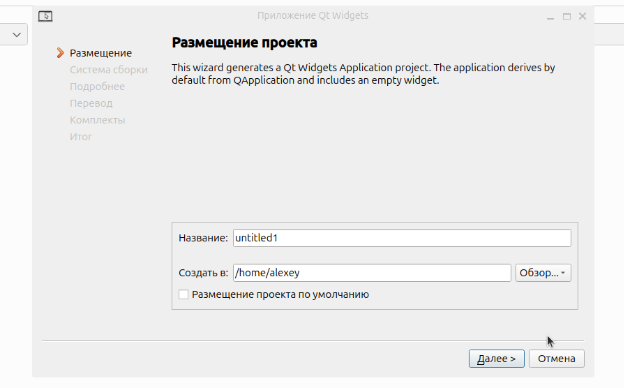 Приложение Qt Widgets
Размещение
Система сборки
Подробнее
Перевод
Комплекты
Итог
Размещение проекта
This wizard generates a Qt Widgets Application project. The application derives by
default from QApplication and includes an empty widget.
Название: untitled1
Создать в: /home/alexey Обзор...
Размещение проекта по умолчанию
Далее > Отмена